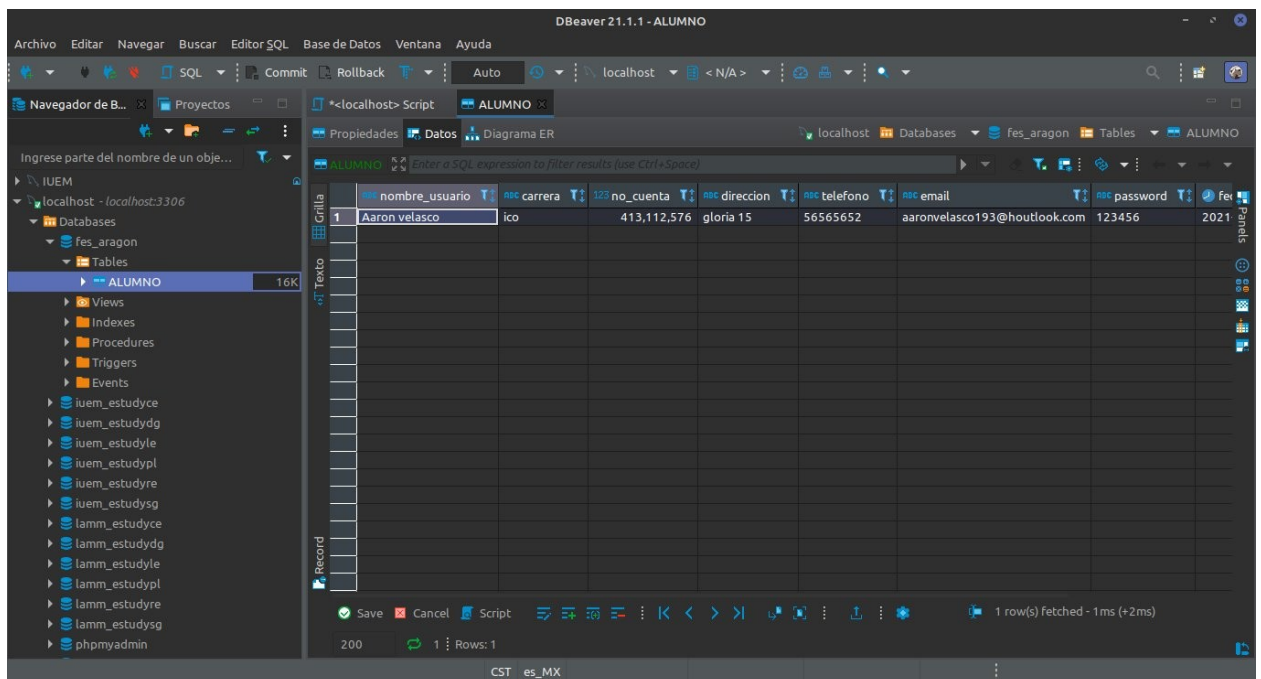 DBeaver 21.1.1 - ALUMNO
Archivo Editar Navegar Buscar Editor SQL Base de Datos Ventana Ayuda
SQL Commit Rollback Auto localhost < N/A >
Navegador de B... Proyectos *<localhost> Script ALUMNO
Propiedades Datos Diagrama ER localhost Databases fes_aragon Tables ALUMNO
Ingrese parte del nombre de un obje... ALUMNO Enter a SQL expression to filter results (use Ctrl+Space)
IUEM
localhost - localhost:3306
Databases
fes_aragon
Tables
ALUMNO 16K
Views
Indexes
Procedures
Triggers
Events
iuem_estudyce
iuem_estudydg
iuem_estudyle
iuem_estudypl
iuem_estudyre
iuem_estudysg
lamm_estudyce
lamm_estudydg
lamm_estudyle
lamm_estudypl
lamm_estudyre
lamm_estudysg
phpmyadmin
Grilla
Texto
Record
nombre_usuario carrera 123 no_cuenta direccion telefono email password fec
1 Aaron velasco ico 413,112,576 gloria 15 56565652 aaronvelasco193@houtlook.com 123456 2021-
Panels
Save Cancel Script 1 row(s) fetched - 1ms (+2ms)
200 1 Rows: 1
CST es_MX